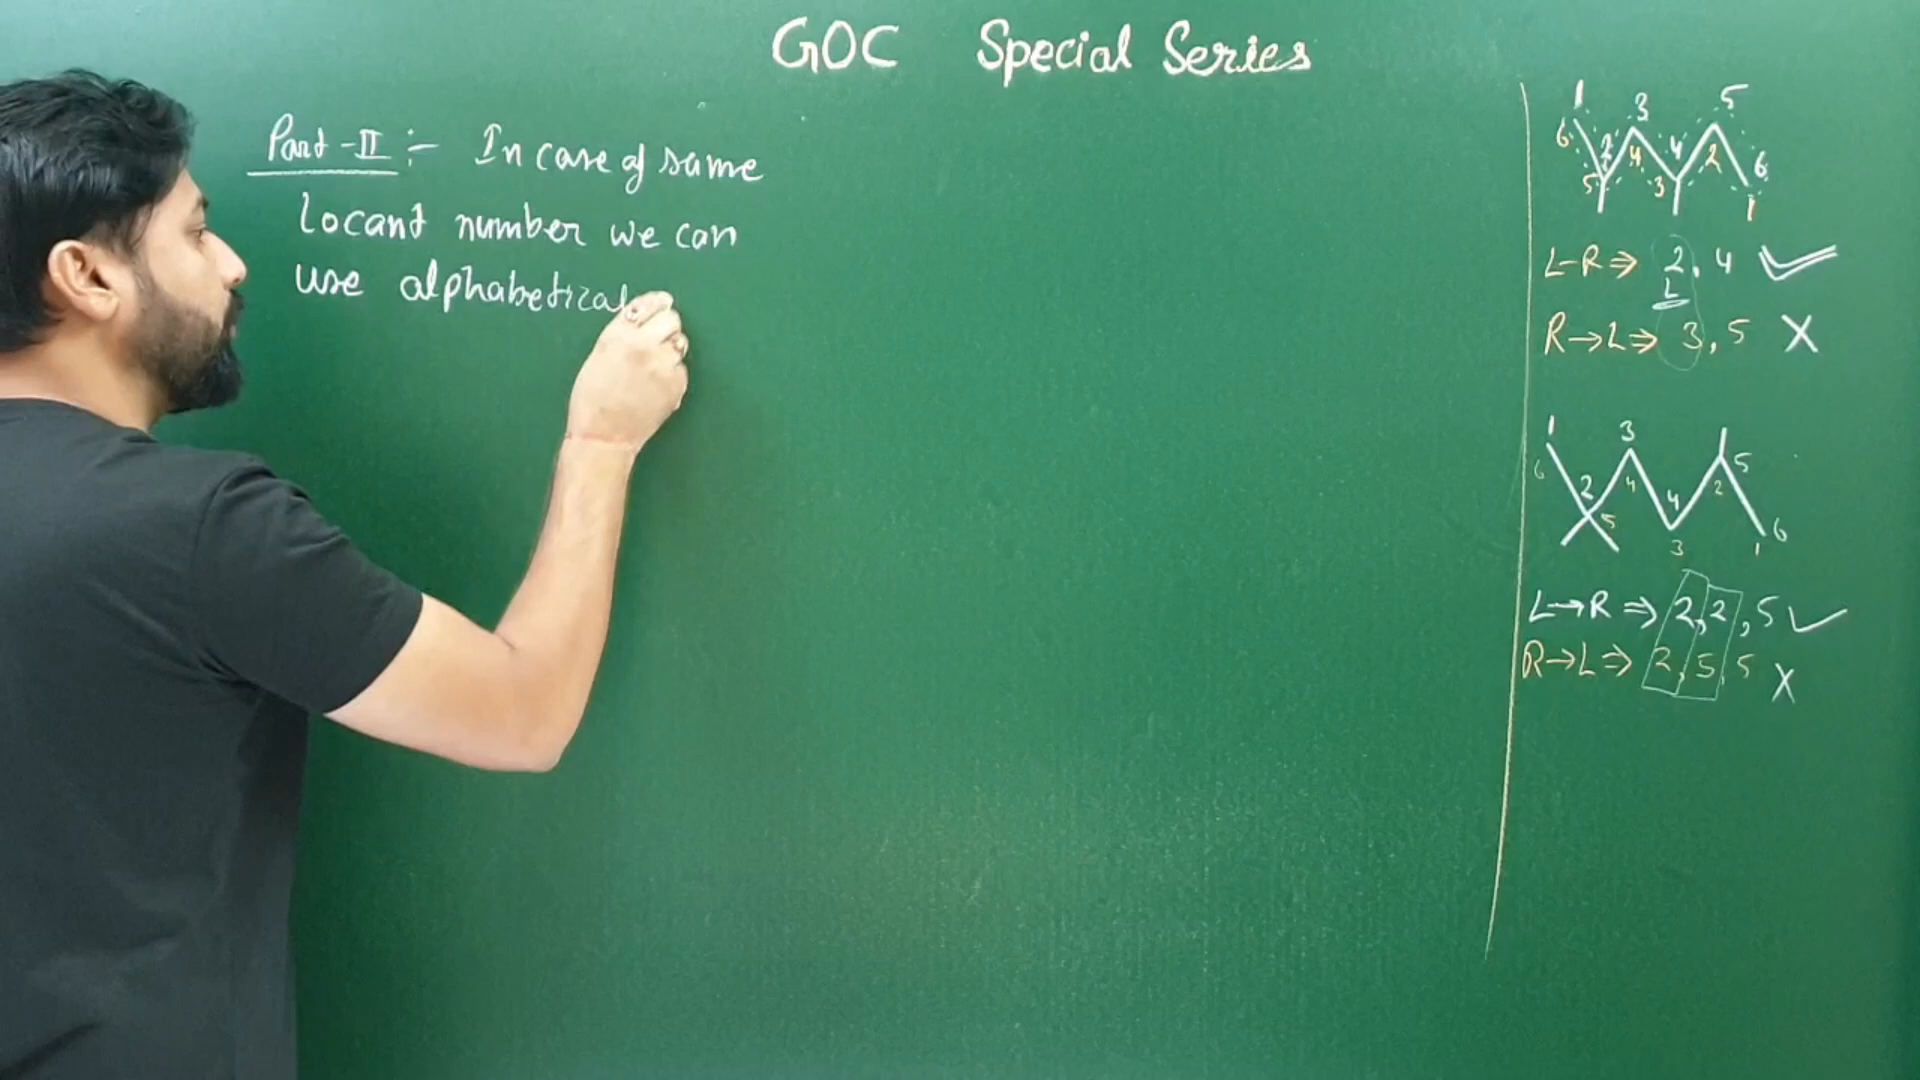 GOC Special Series
Part-II :- In case of same
locant number we can
use alphabetical
1 3 5
6 2 4 4 2 6
5 3 1
L-R ⇒ 2, 4 ✓
L
R→L ⇒ 3, 5 X
1 3 5
6 2 4 4 2
5 3 1 6
L→R ⇒ 2, 2, 5 ✓
R→L ⇒ 2, 5, 5 X